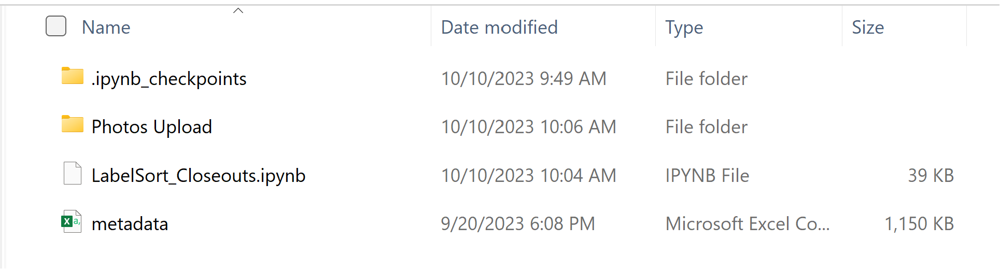 Name Date modified Type Size
.ipynb_checkpoints 10/10/2023 9:49 AM File folder
Photos Upload 10/10/2023 10:06 AM File folder
LabelSort_Closeouts.ipynb 10/10/2023 10:04 AM IPYNB File 39 KB
metadata 9/20/2023 6:08 PM Microsoft Excel Co... 1,150 KB